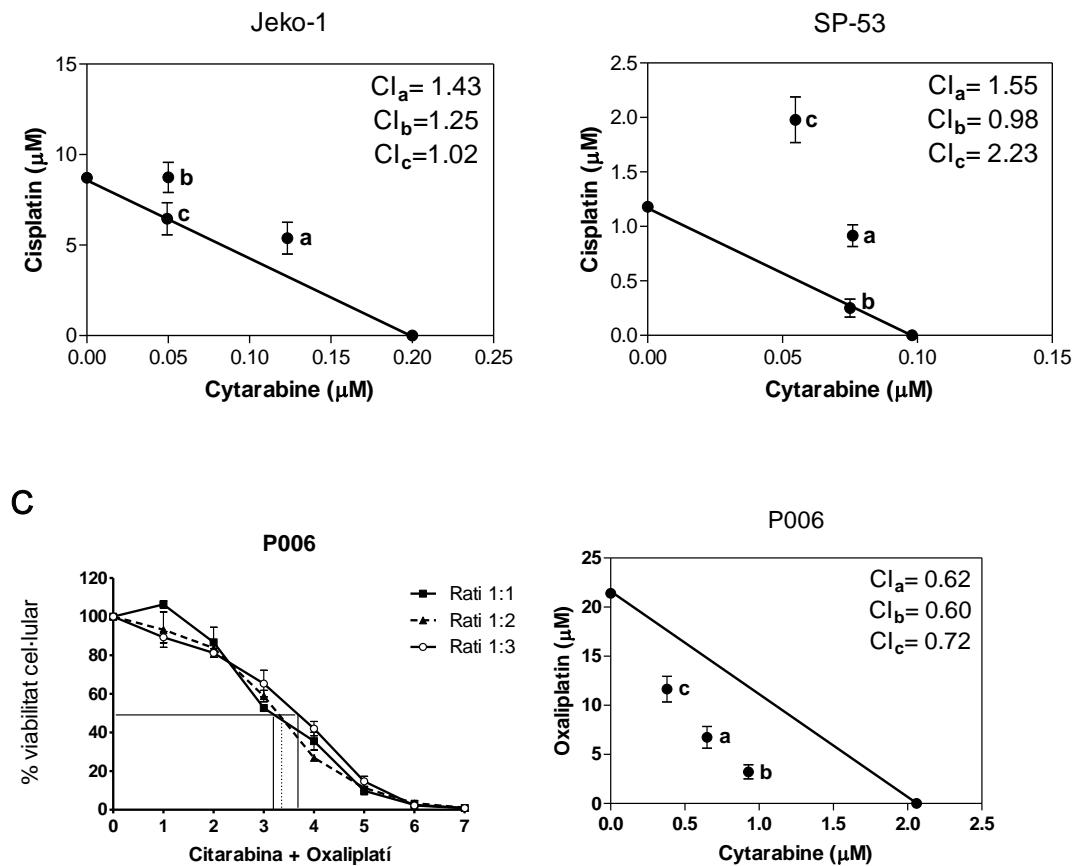 Jeko-1
15
10
5
0
Cisplatin (μM)
CIa= 1.43
CIb=1.25
CIc=1.02
b
c
a
0.00 0.05 0.10 0.15 0.20 0.25
Cytarabine (μM)
SP-53
2.5
2.0
1.5
1.0
0.5
0.0
Cisplatin (μM)
CIa= 1.55
CIb= 0.98
CIc= 2.23
c
a
b
0.00 0.05 0.10 0.15
Cytarabine (μM)
C
P006
120
100
80
60
40
20
0
% viabilitat cel·lular
Rati 1:1
Rati 1:2
Rati 1:3
0 1 2 3 4 5 6 7
Citarabina + Oxaliplatí
P006
25
20
15
10
5
0
Oxaliplatin (μM)
CIa= 0.62
CIb= 0.60
CIc= 0.72
c
a
b
0.0 0.5 1.0 1.5 2.0 2.5
Cytarabine (μM)